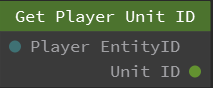 Get Player Unit ID
Player EntityID
Unit ID